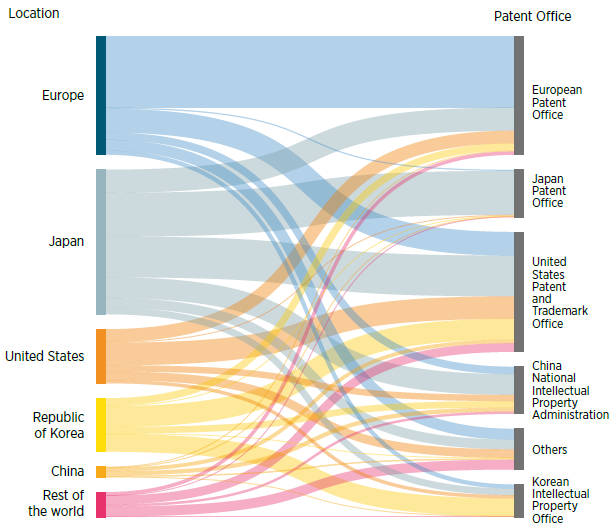 Location
Patent Office
Europe
Japan
United States
Republic
of Korea
China
Rest of
the world
European
Patent
Office
Japan
Patent
Office
United
States
Patent
and
Trademark
Office
China
National
Intellectual
Property
Administration
Others
Korean
Intellectual
Property
Office